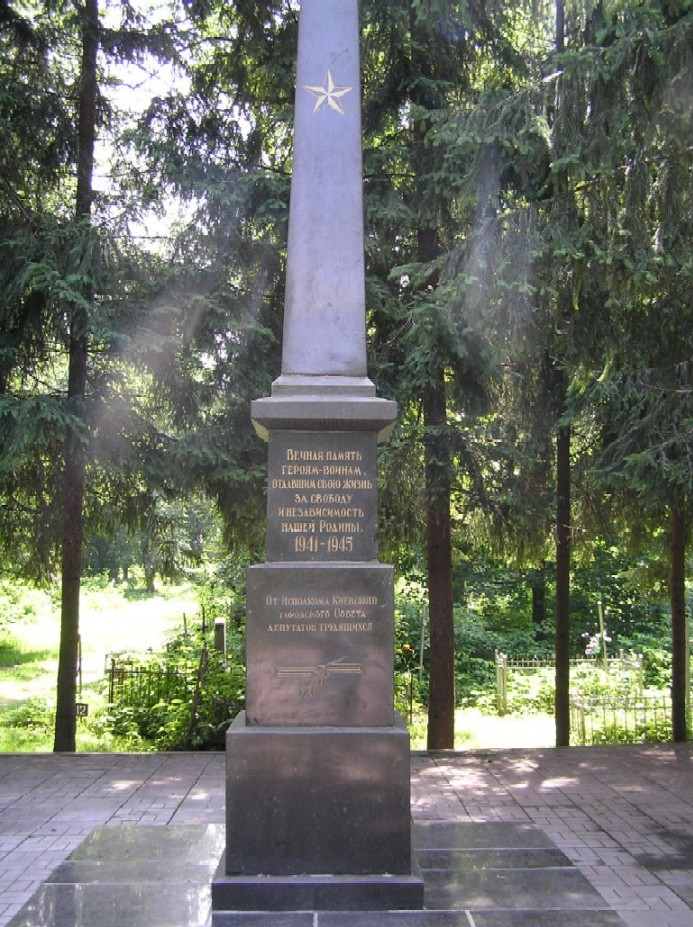 Вечная память
героям-воинам,
отдавшим свою жизнь
за свободу
и независимость
нашей Родины.
1941-1945
От Исполкома Киевского
городского Совета
депутатов трудящихся